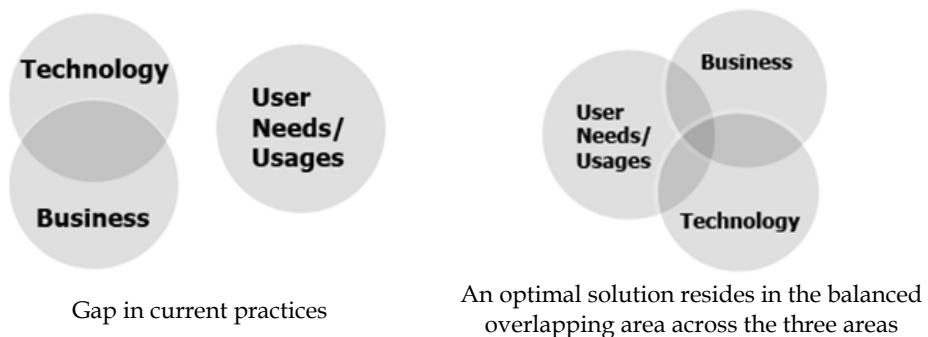 Technology
Business
User
Needs/
Usages
Gap in current practices
Business
User
Needs/
Usages
Technology
An optimal solution resides in the balanced
overlapping area across the three areas